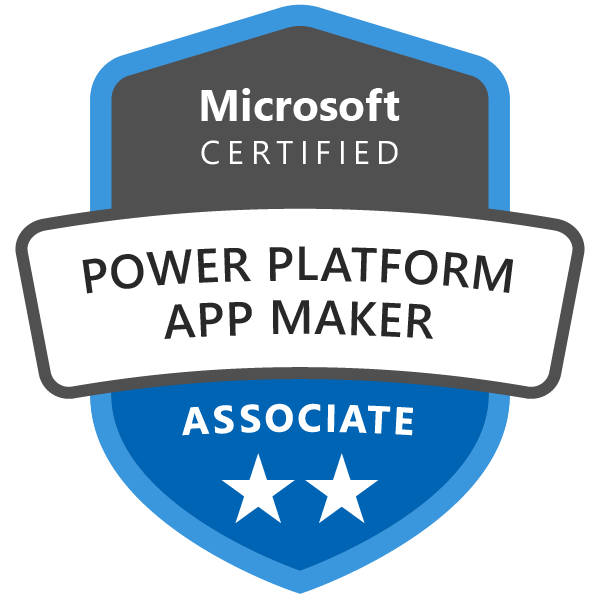 Microsoft
CERTIFIED
POWER PLATFORM
APP MAKER
ASSOCIATE